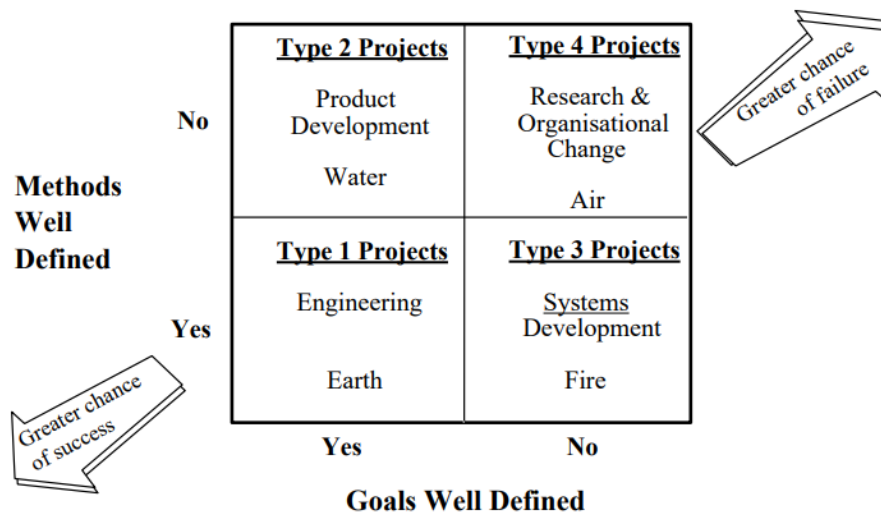 Type 2 Projects
Product
Development
Water
Type 4 Projects
Research &
Organisational
Change
Air
Greater chance
of failure
No
Methods
Well
Defined
Yes
Type 1 Projects
Engineering
Earth
Type 3 Projects
Systems
Development
Fire
Greater chance
of success
Yes
No
Goals Well Defined